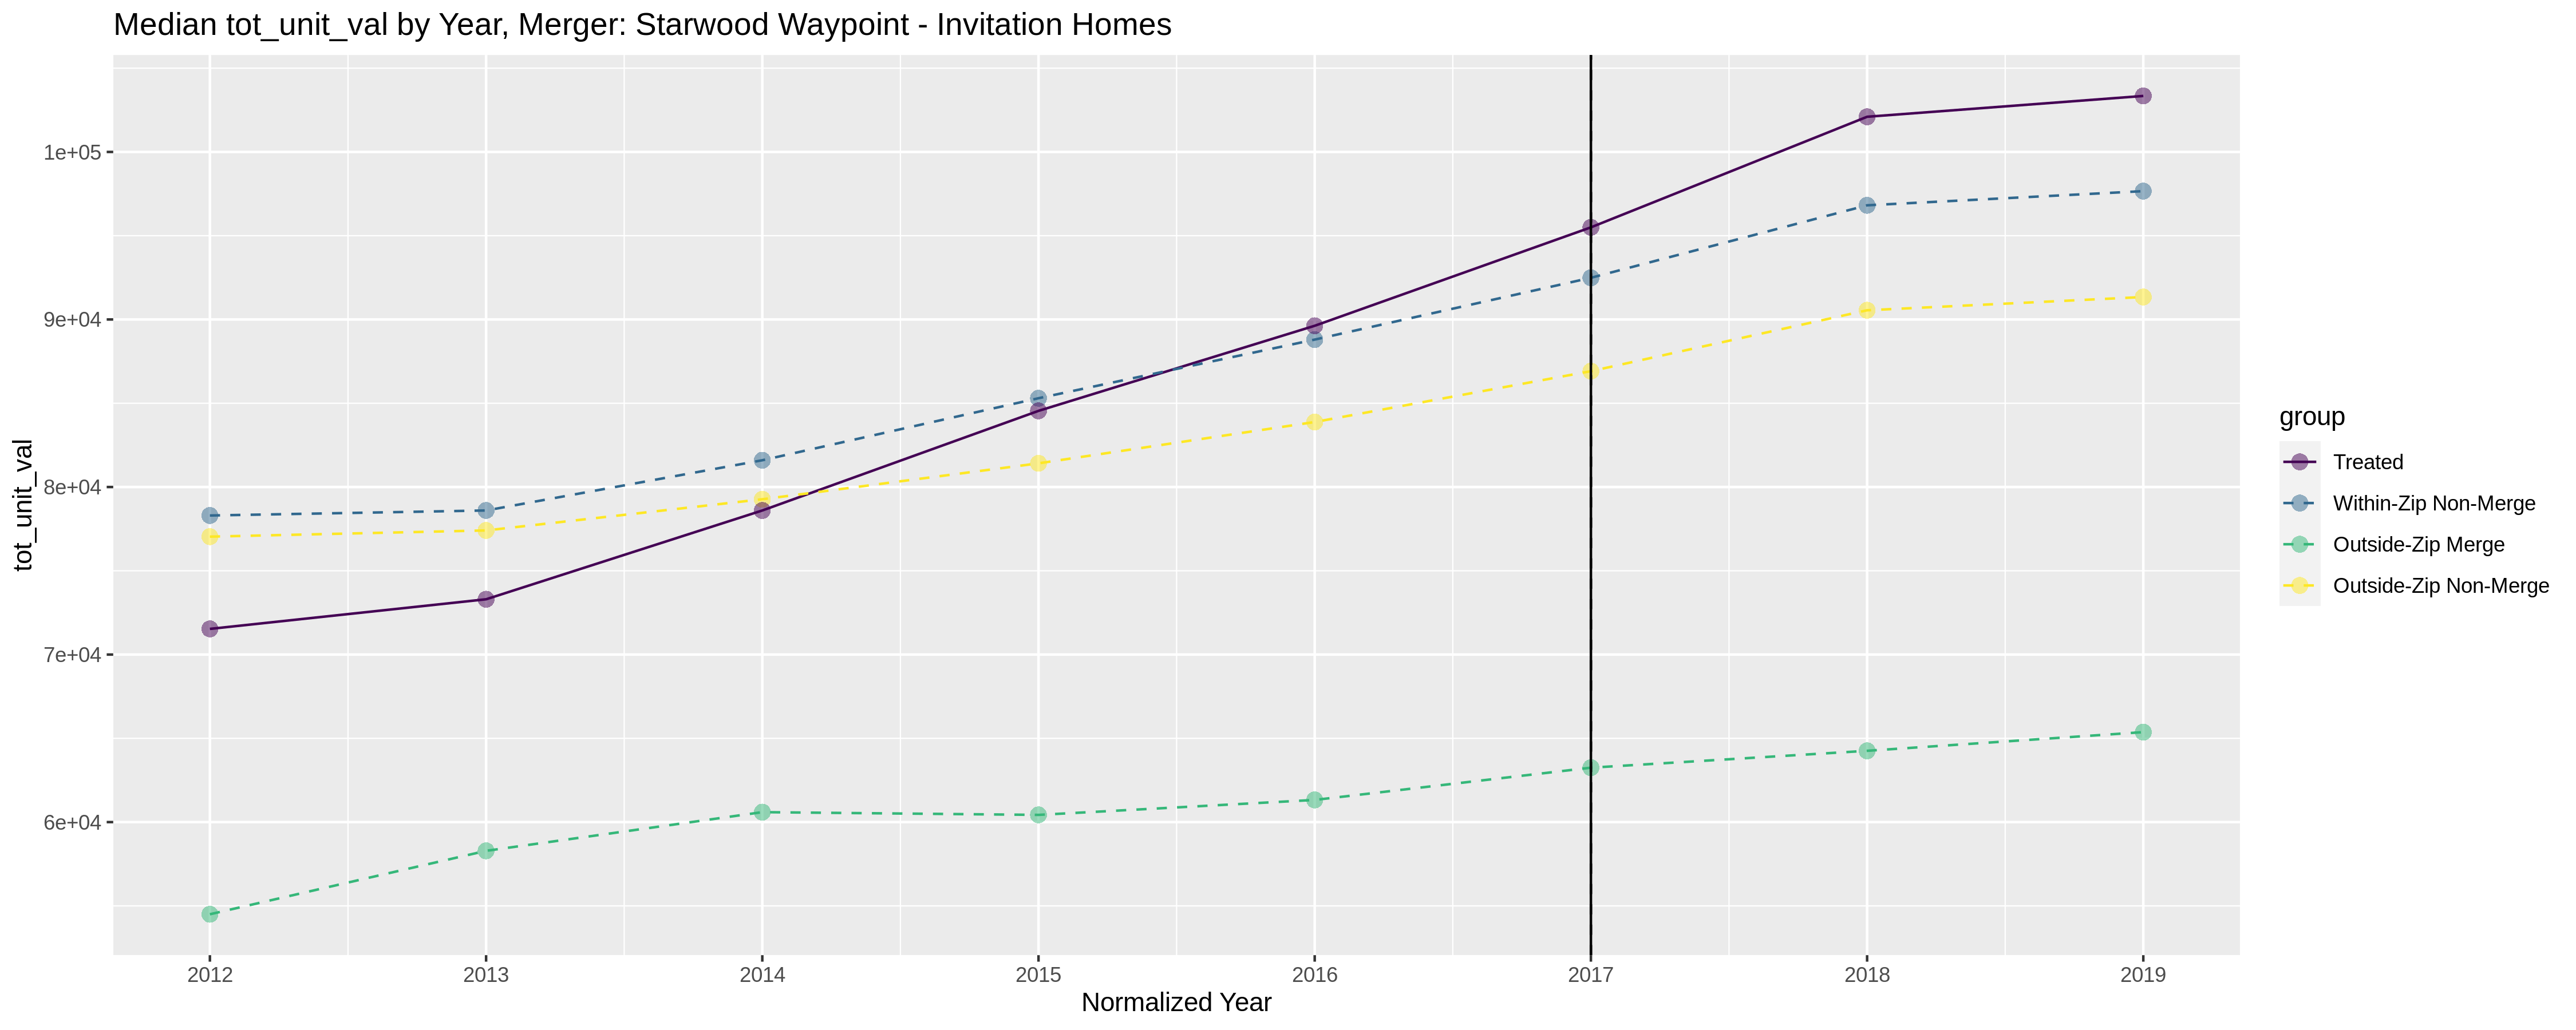 Median tot_unit_val by Year, Merger: Starwood Waypoint - Invitation Homes
tot_unit_val
1e+05
9e+04
8e+04
7e+04
6e+04
2012 2013 2014 2015 2016 2017 2018 2019
Normalized Year
group
Treated
Within-Zip Non-Merge
Outside-Zip Merge
Outside-Zip Non-Merge